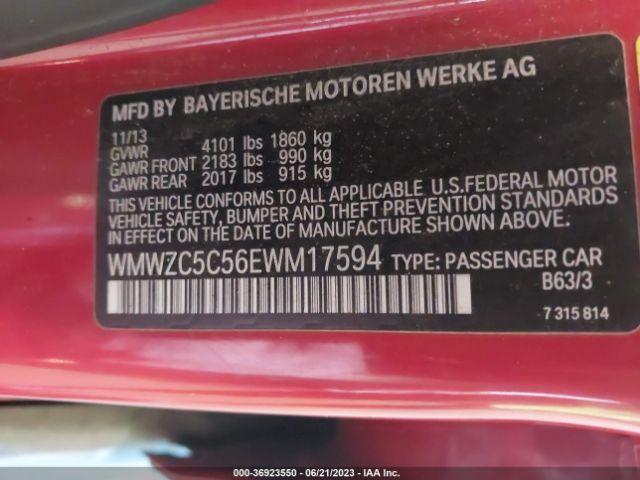 MFD BY BAYERISCHE MOTOREN WERKE AG
11/13
GVWR 4101 lbs 1860 kg
GAWR FRONT 2183 lbs 990 kg
GAWR REAR 2017 lbs 915 kg
THIS VEHICLE CONFORMS TO ALL APPLICABLE U.S.FEDERAL MOTOR
VEHICLE SAFETY, BUMPER AND THEFT PREVENTION STANDARDS
IN EFFECT ON THE DATE OF MANUFACTURE SHOWN ABOVE.
WMWZC5C56EWM17594 TYPE: PASSENGER CAR
B63/3
7 315 814
CC-36923550 - 06/21/2023 - IAA Inc.